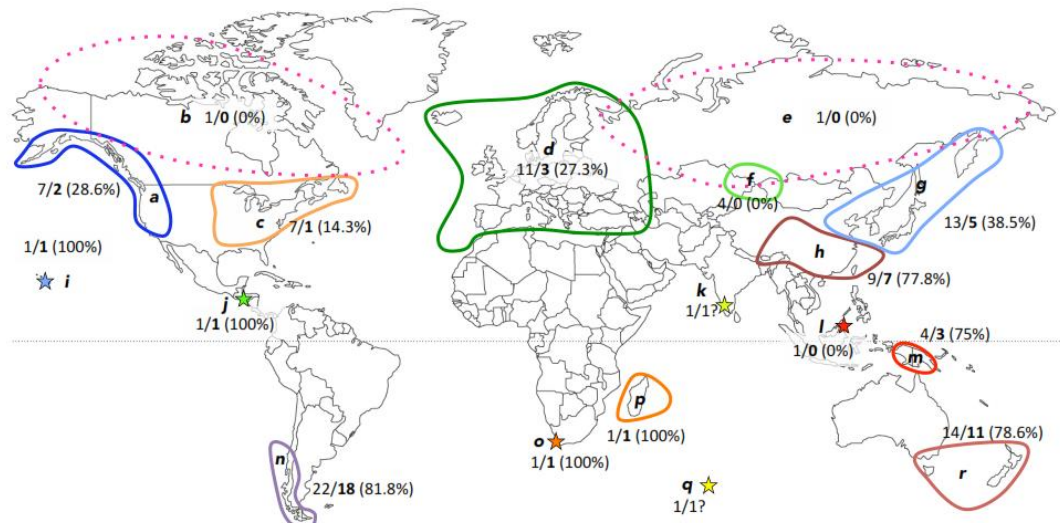 b
1/0 (0%)
e
1/0 (0%)
d
11/3 (27.3%)
f
4/0 (0%)
a
7/2 (28.6%)
g
13/5 (38.5%)
c
7/1 (14.3%)
h
9/7 (77.8%)
1/1 (100%)
i
j
1/1 (100%)
k
1/1?
l
1/0 (0%)
4/3 (75%)
m
p
1/1 (100%)
o
1/1 (100%)
n
22/18 (81.8%)
14/11 (78.6%)
r
q
1/1?